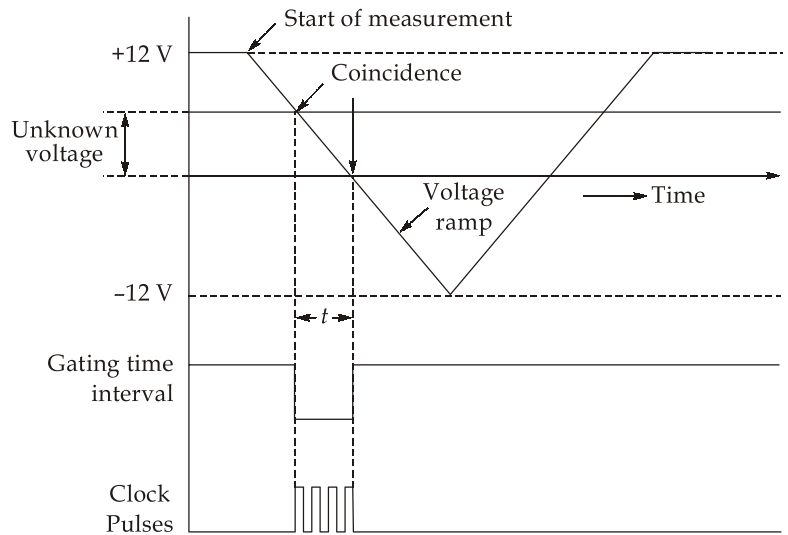 Start of measurement
+12 V
Coincidence
Unknown
voltage
Voltage
ramp
Time
–12 V
t
Gating time
interval
Clock
Pulses